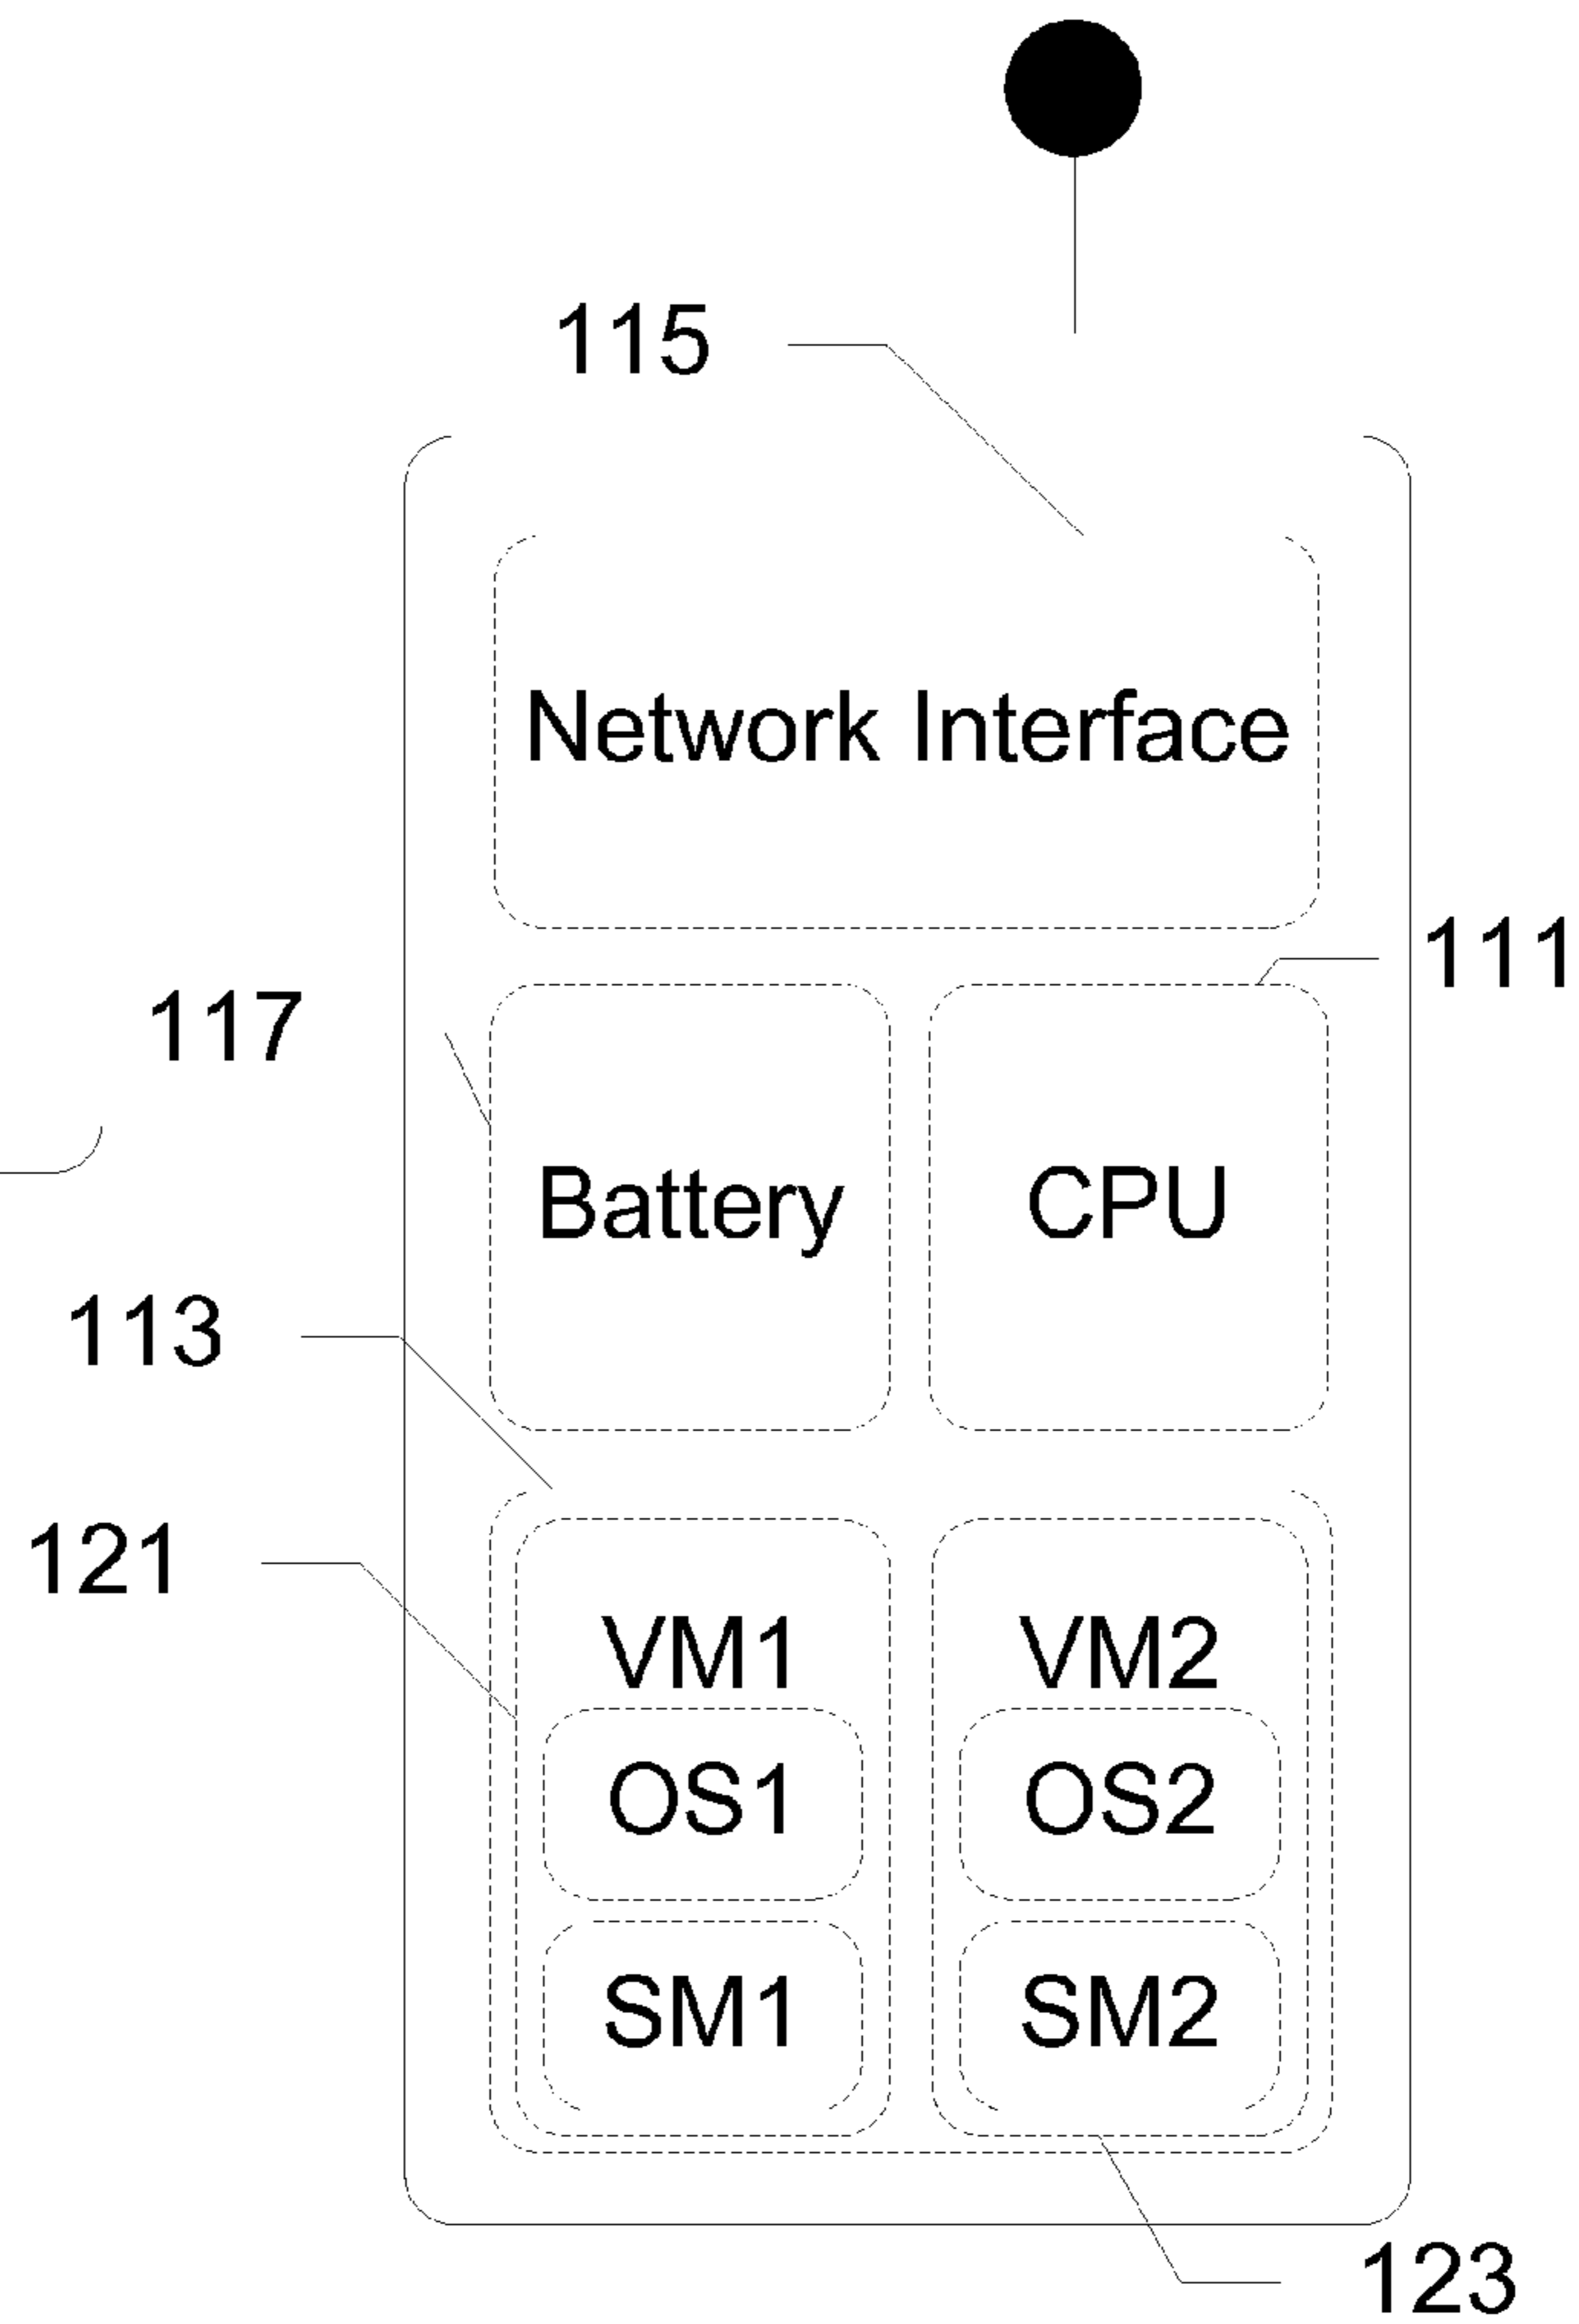 115
Network Interface
111
117
Battery CPU
113
121
VM1 VM2
OS1 OS2
SM1 SM2
123